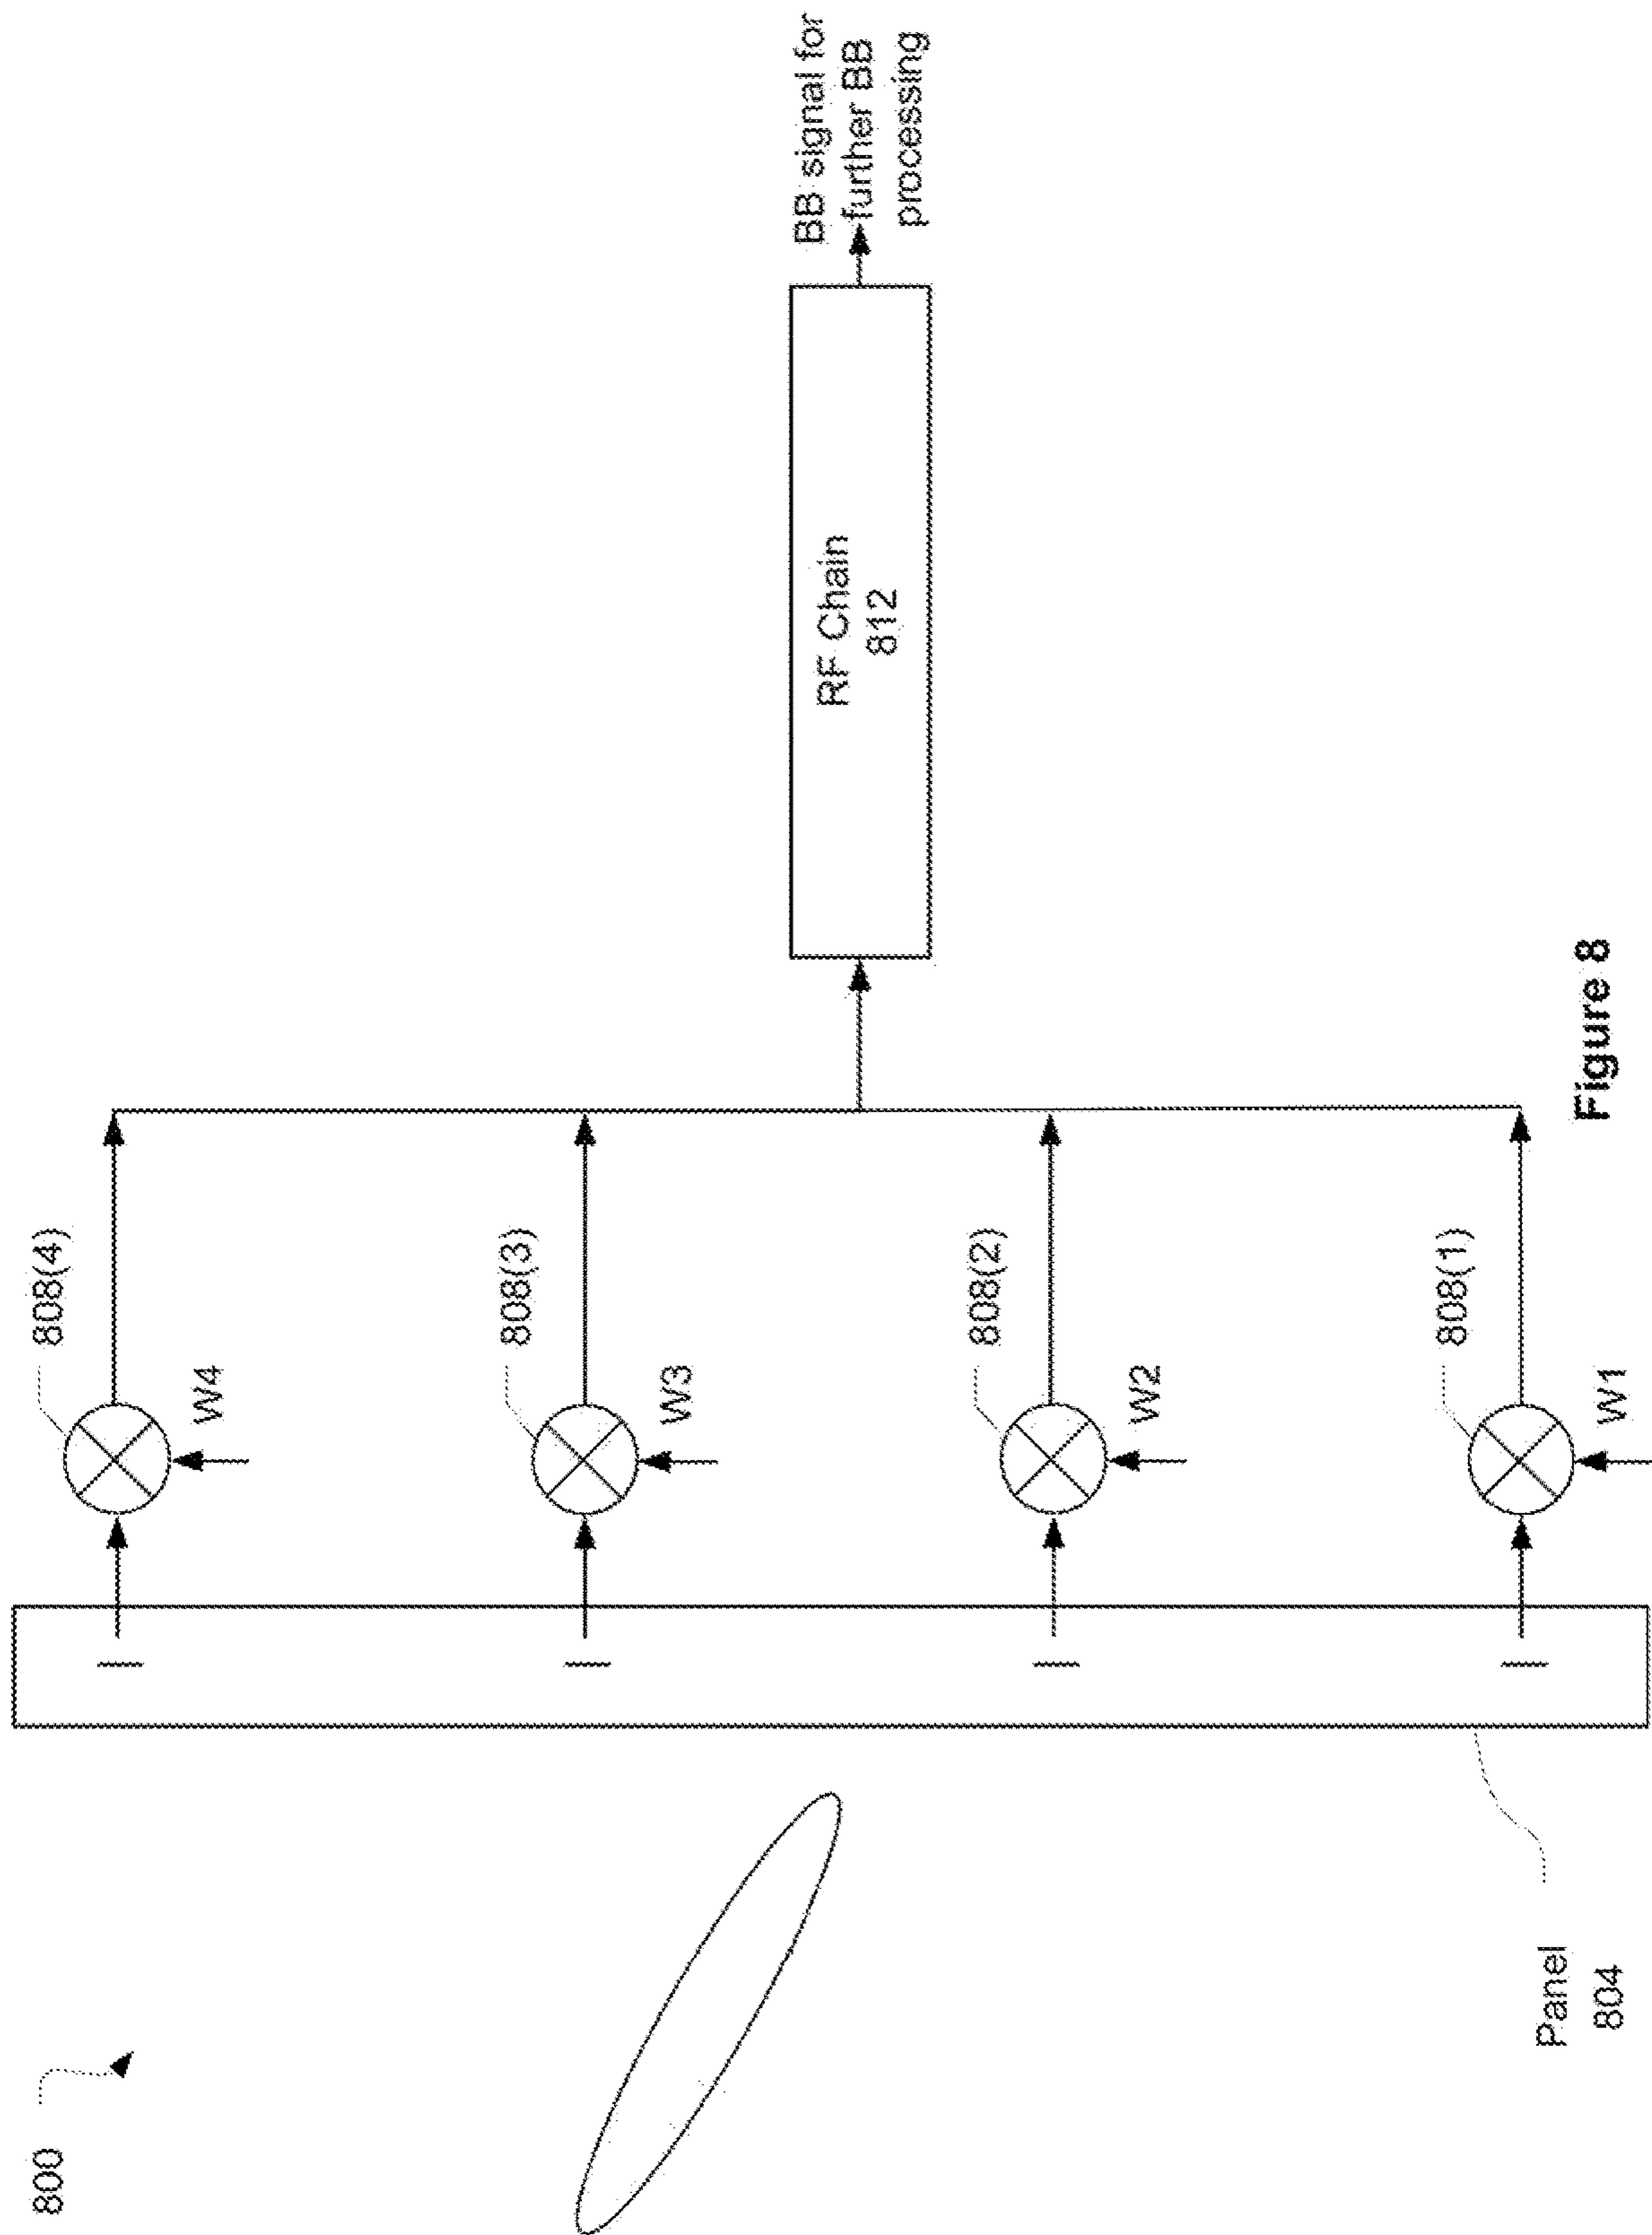 800
808(4)
W4
808(3)
W3
808(2)
W2
808(1)
W1
Panel
804
RF Chain
812
BB signal for
further BB
processing
Figure 8